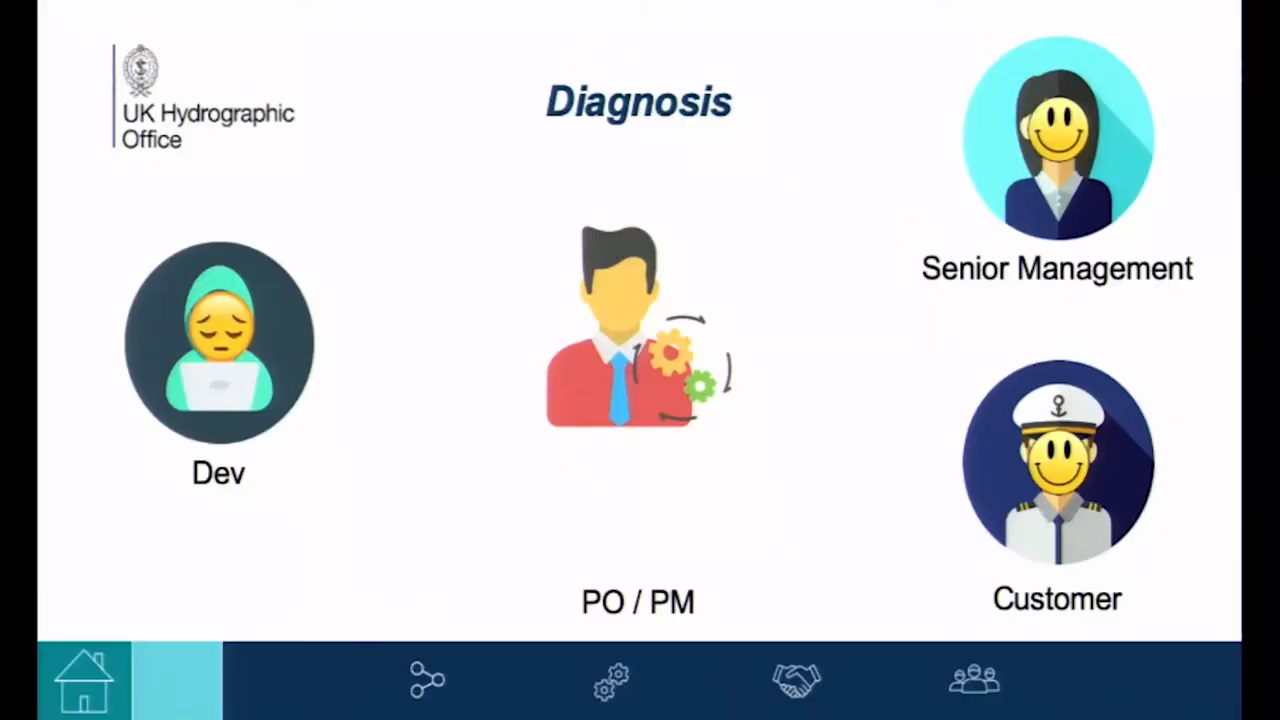 UK Hydrographic
Office
Diagnosis
Senior Management
Dev
PO / PM
Customer